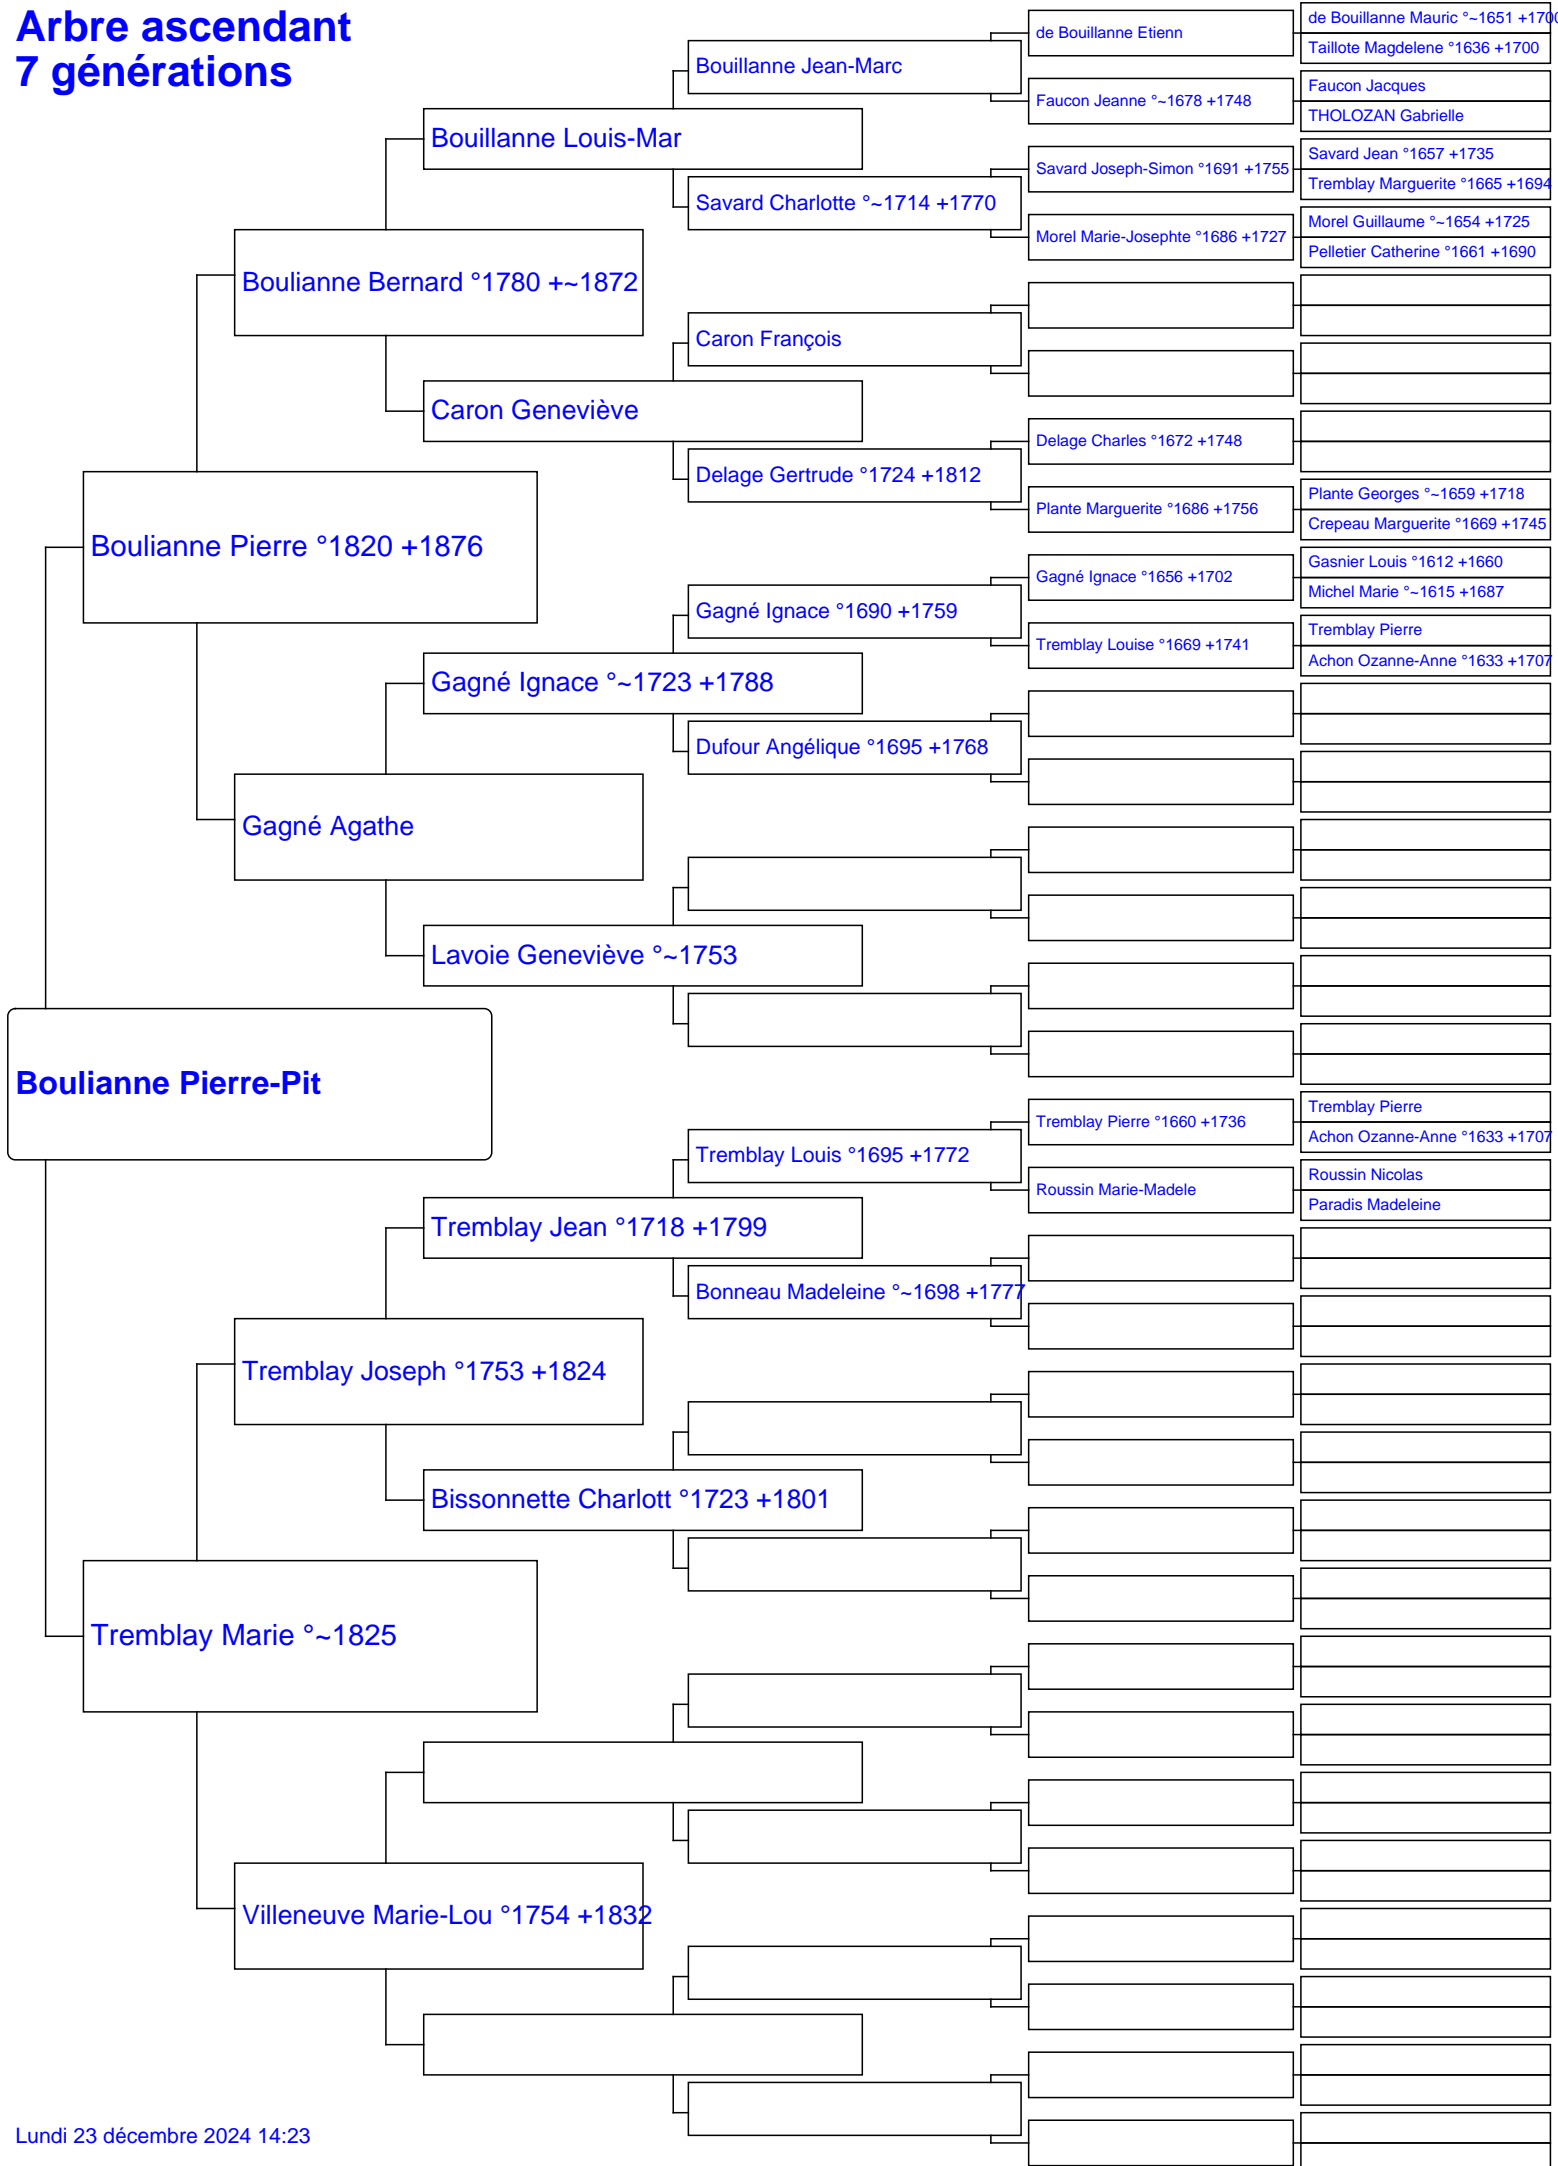 Arbre ascendant
7 générations
de Bouillanne Mauric °~1651 +1700
de Bouillanne Etienn
Taillote Magdelene °1636 +1700
Bouillanne Jean-Marc
Faucon Jacques
Faucon Jeanne °~1678 +1748
THOLOZAN Gabrielle
Bouillanne Louis-Mar
Savard Jean °1657 +1735
Savard Joseph-Simon °1691 +1755
Tremblay Marguerite °1665 +1694
Savard Charlotte °~1714 +1770
Morel Guillaume °~1654 +1725
Morel Marie-Josephte °1686 +1727
Pelletier Catherine °1661 +1690
Boulianne Bernard °1780 +~1872
Caron François
Caron Geneviève
Delage Charles °1672 +1748
Delage Gertrude °1724 +1812
Plante Georges °~1659 +1718
Plante Marguerite °1686 +1756
Crepeau Marguerite °1669 +1745
Boulianne Pierre °1820 +1876
Gasnier Louis °1612 +1660
Gagné Ignace °1656 +1702
Michel Marie °~1615 +1687
Gagné Ignace °1690 +1759
Tremblay Pierre
Tremblay Louise °1669 +1741
Achon Ozanne-Anne °1633 +1707
Gagné Ignace °~1723 +1788
Dufour Angélique °1695 +1768
Gagné Agathe
Lavoie Geneviève °~1753
Boulianne Pierre-Pit
Tremblay Pierre
Tremblay Pierre °1660 +1736
Achon Ozanne-Anne °1633 +1707
Tremblay Louis °1695 +1772
Roussin Nicolas
Roussin Marie-Madele
Paradis Madeleine
Tremblay Jean °1718 +1799
Bonneau Madeleine °~1698 +1777
Tremblay Joseph °1753 +1824
Bissonnette Charlott °1723 +1801
Tremblay Marie °~1825
Villeneuve Marie-Lou °1754 +1832
Lundi 23 décembre 2024 14:23